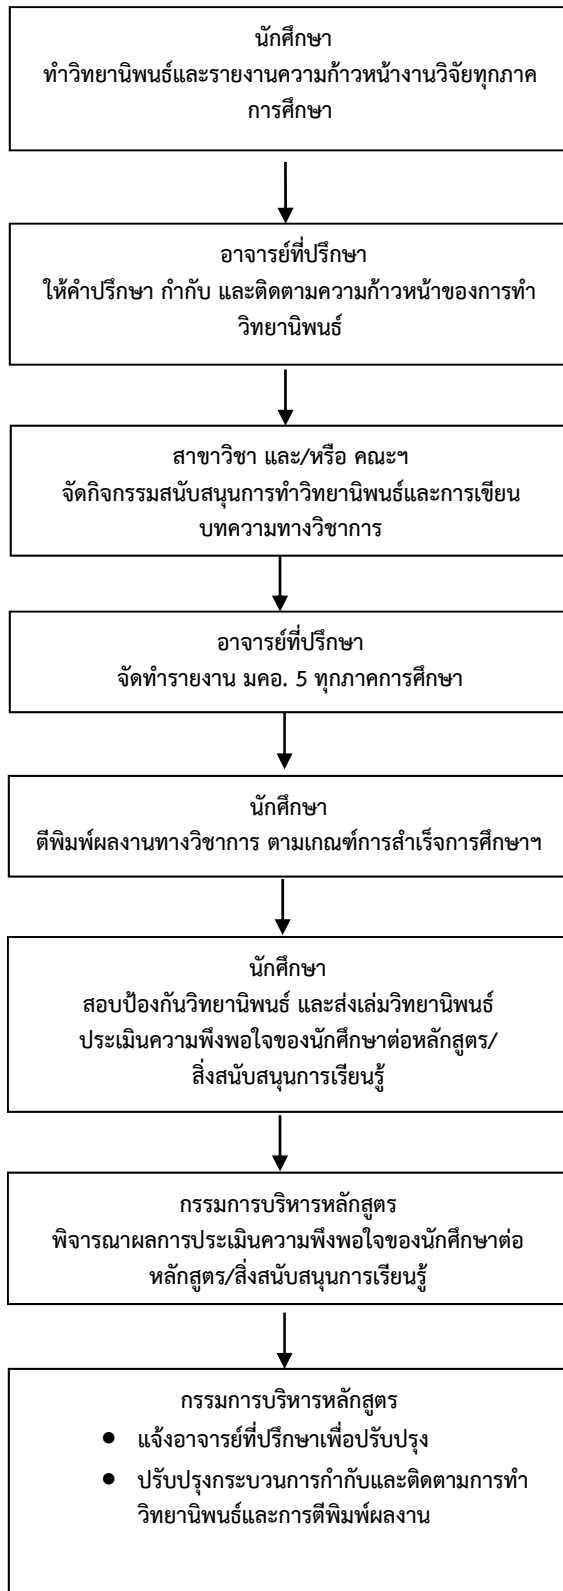 นักศึกษา
ทำวิทยานิพนธ์และรายงานความก้าวหน้างานวิจัยทุกภาค
การศึกษา
อาจารย์ที่ปรึกษา
ให้คำปรึกษา กำกับ และติดตามความก้าวหน้าของการทำ
วิทยานิพนธ์
สาขาวิชา และ/หรือ คณะฯ
จัดกิจกรรมสนับสนุนการทำวิทยานิพนธ์และการเขียน
บทความทางวิชาการ
อาจารย์ที่ปรึกษา
จัดทำรายงาน มคอ. 5 ทุกภาคการศึกษา
นักศึกษา
ตีพิมพ์ผลงานทางวิชาการ ตามเกณฑ์การสำเร็จการศึกษาฯ
นักศึกษา
สอบป้องกันวิทยานิพนธ์ และส่งเล่มวิทยานิพนธ์
ประเมินความพึงพอใจของนักศึกษาต่อหลักสูตร/
สิ่งสนับสนุนการเรียนรู้
กรรมการบริหารหลักสูตร
พิจารณาผลการประเมินความพึงพอใจของนักศึกษาต่อ
หลักสูตร/สิ่งสนับสนุนการเรียนรู้
กรรมการบริหารหลักสูตร
● แจ้งอาจารย์ที่ปรึกษาเพื่อปรับปรุง
● ปรับปรุงกระบวนการกำกับและติดตามการทำ
วิทยานิพนธ์และการตีพิมพ์ผลงาน